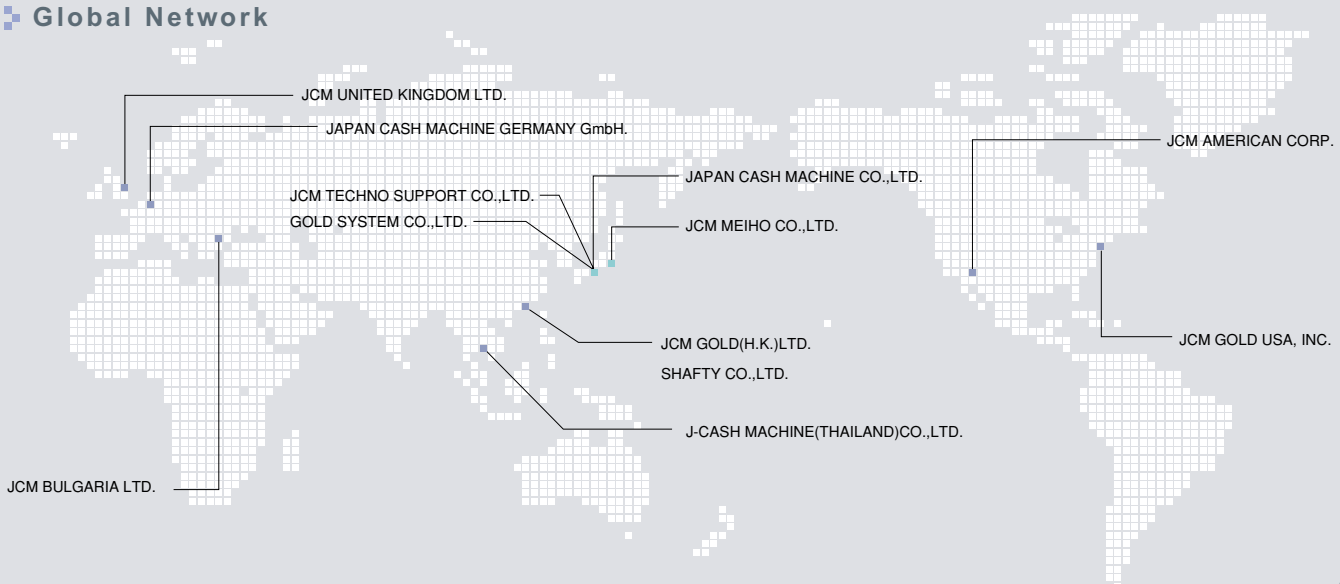 Global Network
JCM UNITED KINGDOM LTD.
JAPAN CASH MACHINE GERMANY GmbH.
JCM AMERICAN CORP.
JAPAN CASH MACHINE CO.,LTD.
JCM TECHNO SUPPORT CO.,LTD.
GOLD SYSTEM CO.,LTD.
JCM MEIHO CO.,LTD.
JCM GOLD(H.K.)LTD.
SHAFTY CO.,LTD.
JCM GOLD USA, INC.
J-CASH MACHINE(THAILAND)CO.,LTD.
JCM BULGARIA LTD.